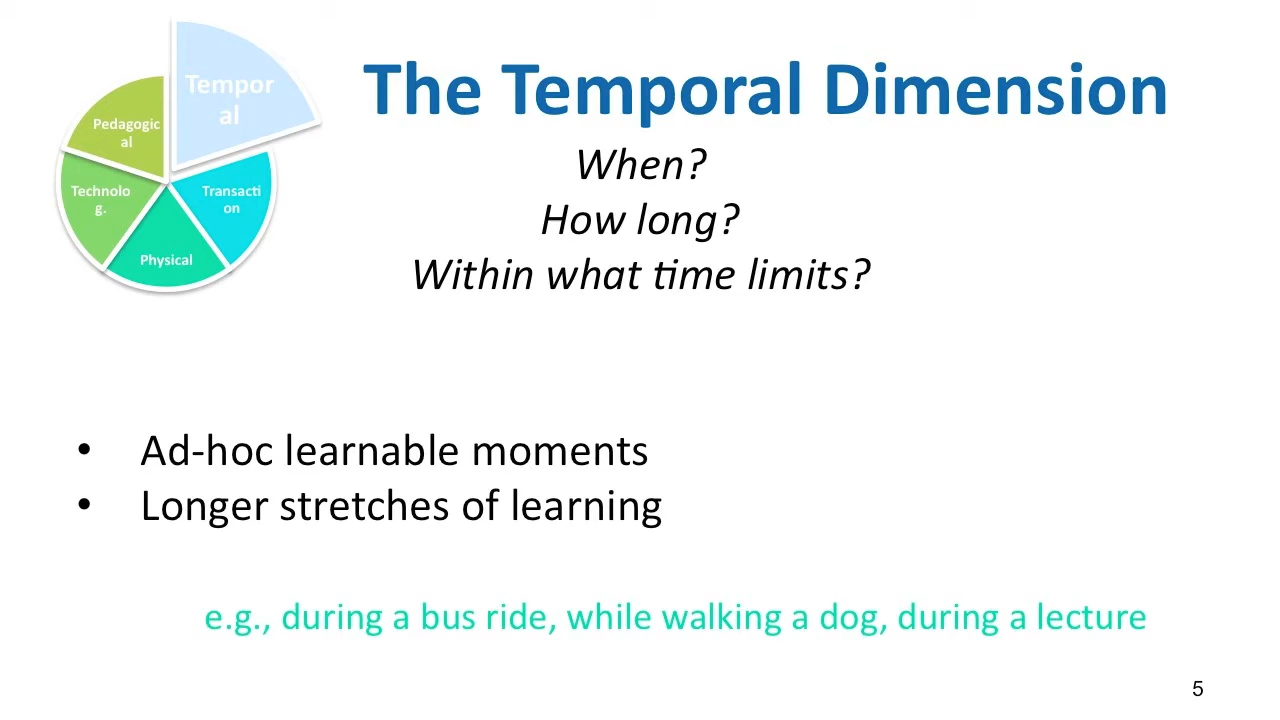 Tempor
al
Pedagogic
al
Technolo
g.
Transacti
on
Physical
The Temporal Dimension
When?
How long?
Within what time limits?
• Ad-hoc learnable moments
• Longer stretches of learning
e.g., during a bus ride, while walking a dog, during a lecture
5